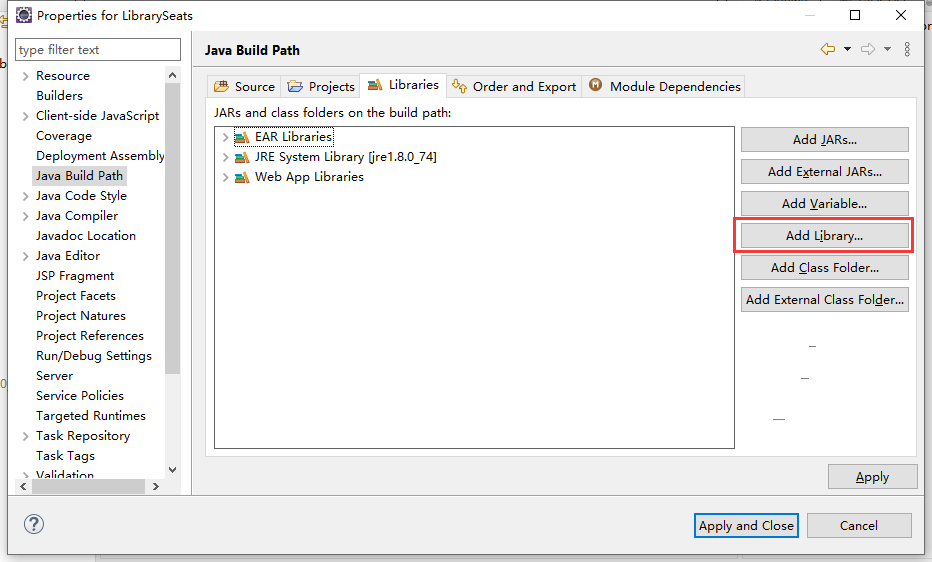 Properties for LibrarySeats
type filter text
Resource
Builders
Client-side JavaScript
Coverage
Deployment Assembly
Java Build Path
Java Code Style
Java Compiler
Javadoc Location
Java Editor
JSP Fragment
Project Facets
Project Natures
Project References
Run/Debug Settings
Server
Service Policies
Targeted Runtimes
Task Repository
Task Tags
Validation
Java Build Path
Source Projects Libraries Order and Export Module Dependencies
JARs and class folders on the build path:
EAR Libraries
JRE System Library [jre1.8.0_74]
Web App Libraries
Add JARs...
Add External JARs...
Add Variable...
Add Library...
Add Class Folder...
Add External Class Folder...
Apply
Apply and Close
Cancel